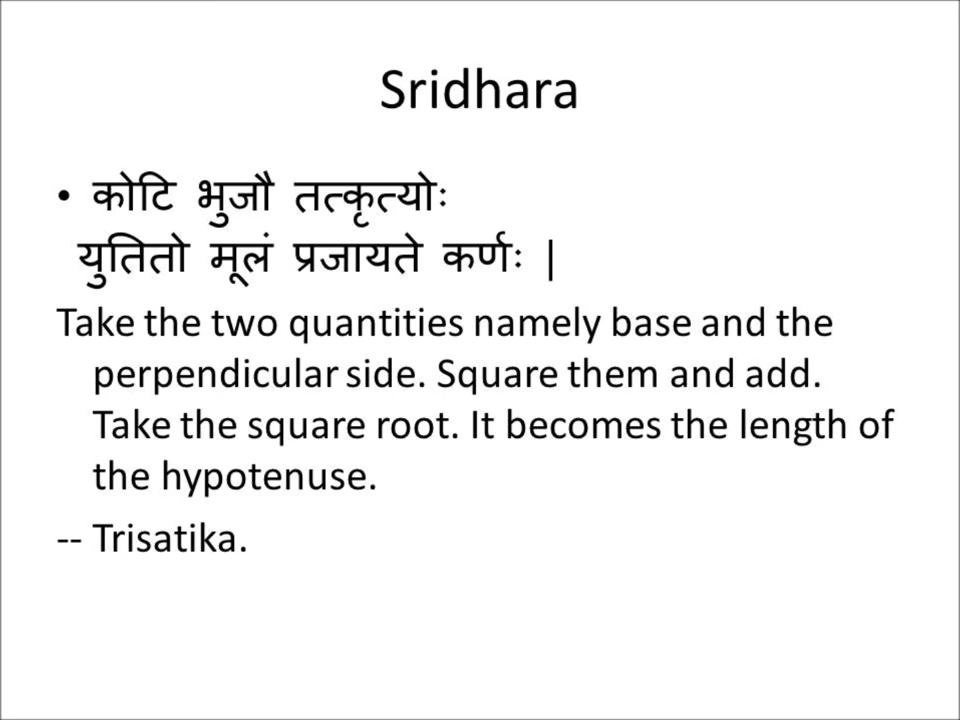 Sridhara
• कोटि भुजौ तत्कृत्योः
युतितो मूलं प्रजायते कर्णः |
Take the two quantities namely base and the
perpendicular side. Square them and add.
Take the square root. It becomes the length of
the hypotenuse.
-- Trisatika.